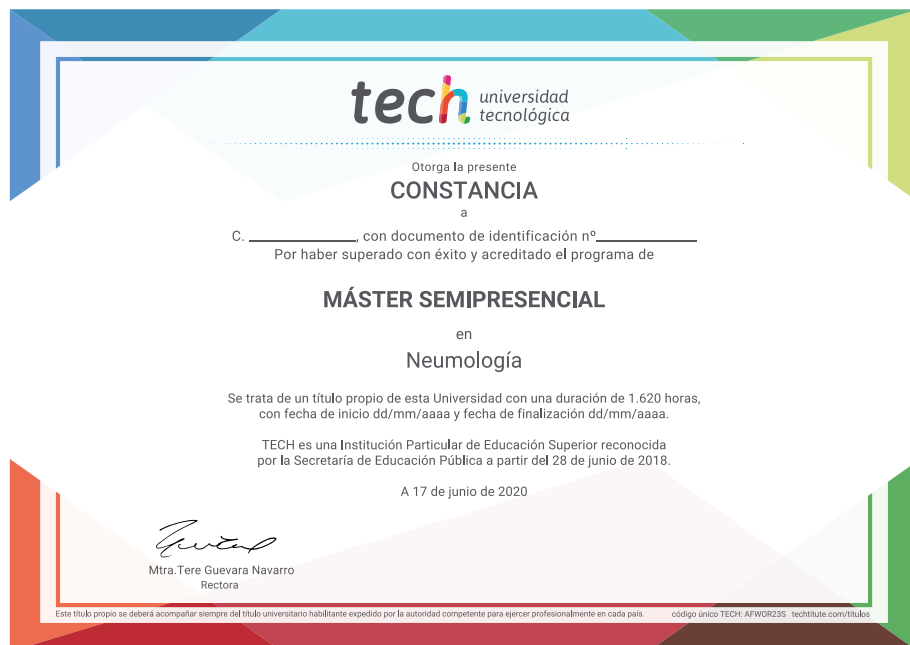 tech universidad
tecnológica
Otorga la presente
CONSTANCIA
a
C. ______________, con documento de identificación nº______________
Por haber superado con éxito y acreditado el programa de
MÁSTER SEMIPRESENCIAL
en
Neumología
Se trata de un título propio de esta Universidad con una duración de 1.620 horas,
con fecha de inicio dd/mm/aaaa y fecha de finalización dd/mm/aaaa.
TECH es una Institución Particular de Educación Superior reconocida
por la Secretaría de Educación Pública a partir del 28 de junio de 2018.
A 17 de junio de 2020
Mtra.Tere Guevara Navarro
Rectora
Este título propio se deberá acompañar siempre del título universitario habilitante expedido por la autoridad competente para ejercer profesionalmente en cada país. código único TECH: AFWOR23S techtitute.com/titulos